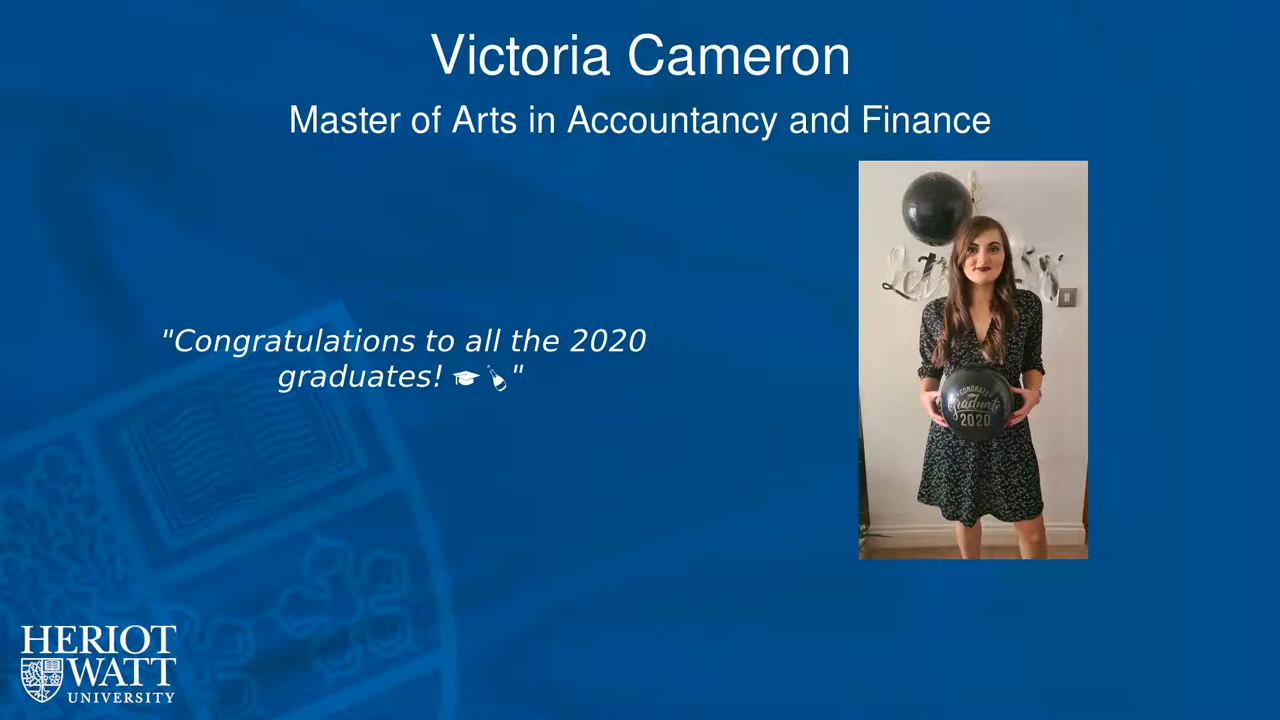 Victoria Cameron
Master of Arts in Accountancy and Finance
"Congratulations to all the 2020
graduates! 🎓🍾"
CONGRATS
Graduate
2020
HERIOT
WATT
UNIVERSITY